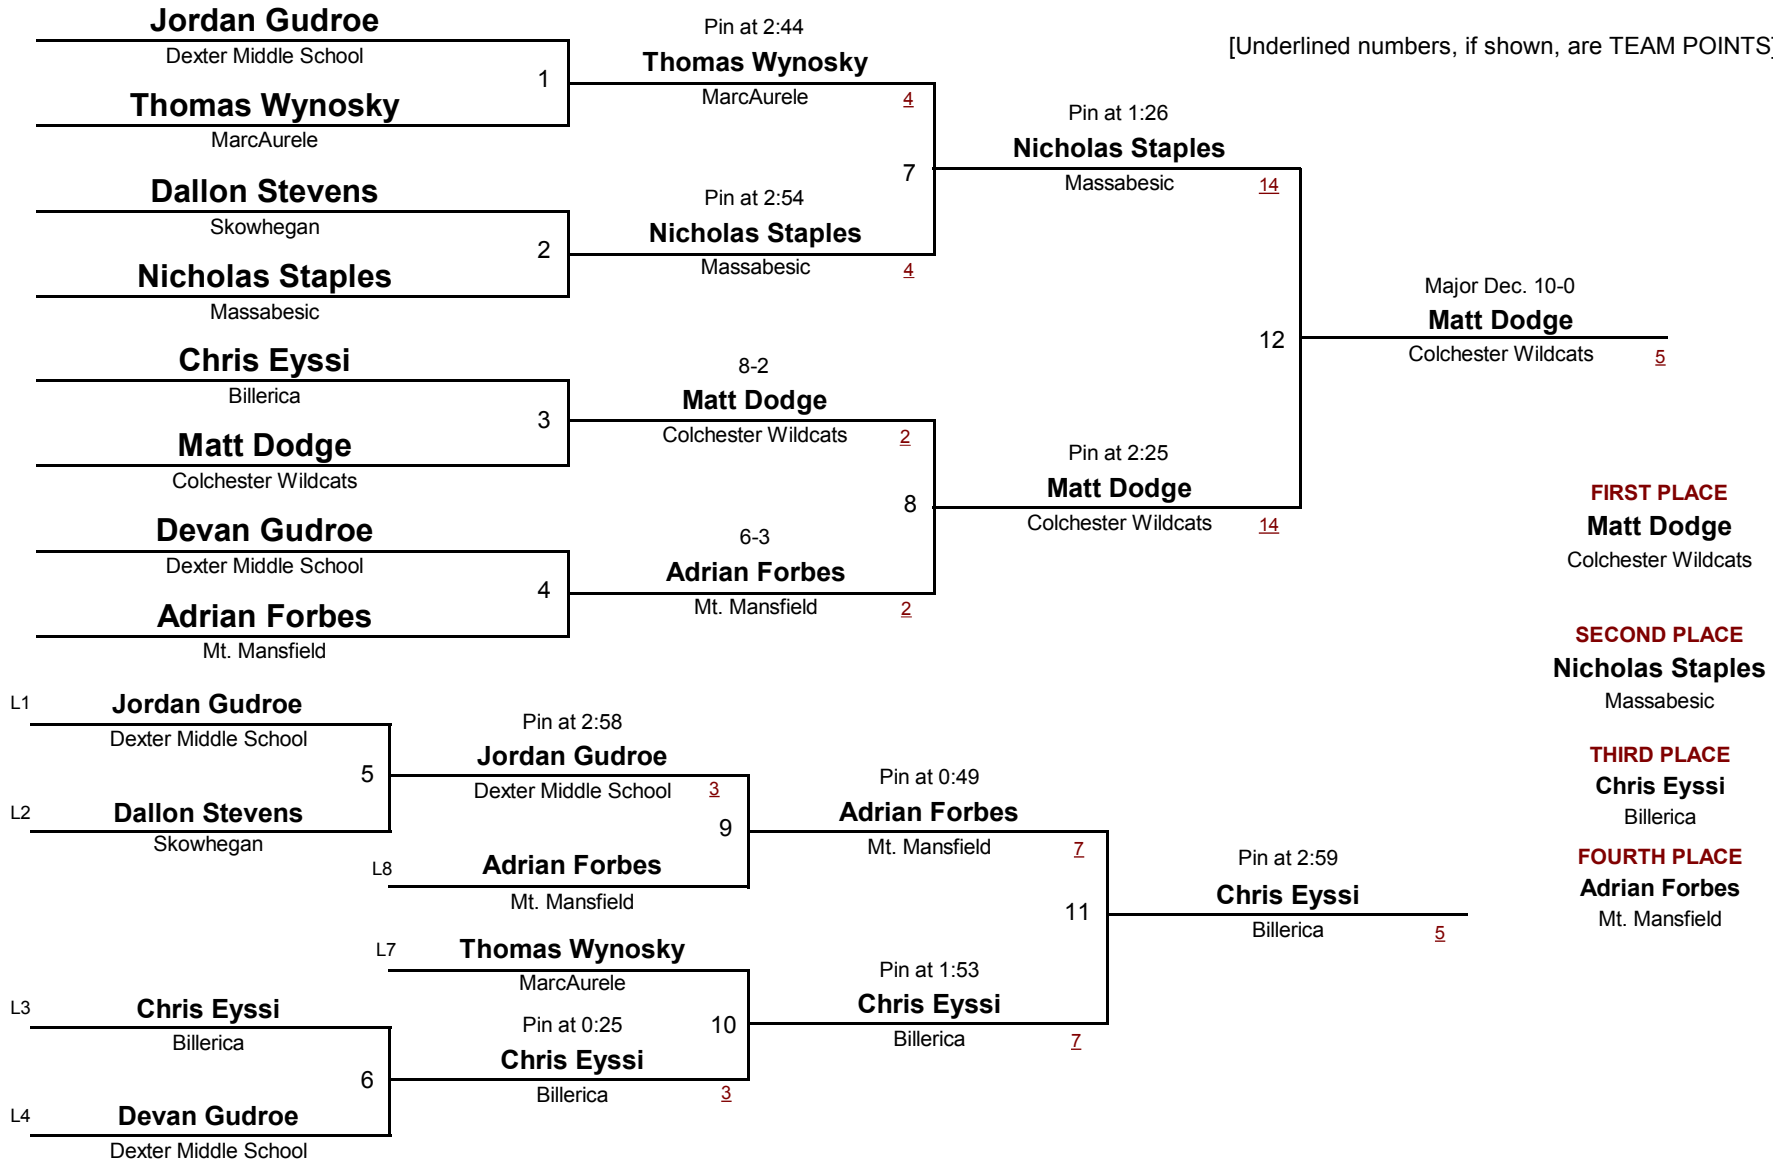 [Underlined numbers, if shown, are TEAM POINTS]
Jordan Gudroe
Dexter Middle School
1
Thomas Wynosky
MarcAurele
Dallon Stevens
Skowhegan
2
Nicholas Staples
Massabesic
Chris Eyssi
Billerica
3
Matt Dodge
Colchester Wildcats
Devan Gudroe
Dexter Middle School
4
Adrian Forbes
Mt. Mansfield
Pin at 2:44
Thomas Wynosky
MarcAurele 4
7
Pin at 2:54
Nicholas Staples
Massabesic 4
8-2
Matt Dodge
Colchester Wildcats 2
8
6-3
Adrian Forbes
Mt. Mansfield 2
Pin at 1:26
Nicholas Staples
Massabesic 14
12
Pin at 2:25
Matt Dodge
Colchester Wildcats 14
Major Dec. 10-0
Matt Dodge
Colchester Wildcats 5
FIRST PLACE
Matt Dodge
Colchester Wildcats
SECOND PLACE
Nicholas Staples
Massabesic
THIRD PLACE
Chris Eyssi
Billerica
FOURTH PLACE
Adrian Forbes
Mt. Mansfield
L1 Jordan Gudroe
Dexter Middle School
5
L2 Dallon Stevens
Skowhegan
L3 Chris Eyssi
Billerica
6
L4 Devan Gudroe
Dexter Middle School
Pin at 2:58
Jordan Gudroe
Dexter Middle School 3
9
L8 Adrian Forbes
Mt. Mansfield
L7 Thomas Wynosky
MarcAurele
10
Pin at 0:25
Chris Eyssi
Billerica 3
Pin at 0:49
Adrian Forbes
Mt. Mansfield 7
11
Pin at 1:53
Chris Eyssi
Billerica 7
Pin at 2:59
Chris Eyssi
Billerica 5